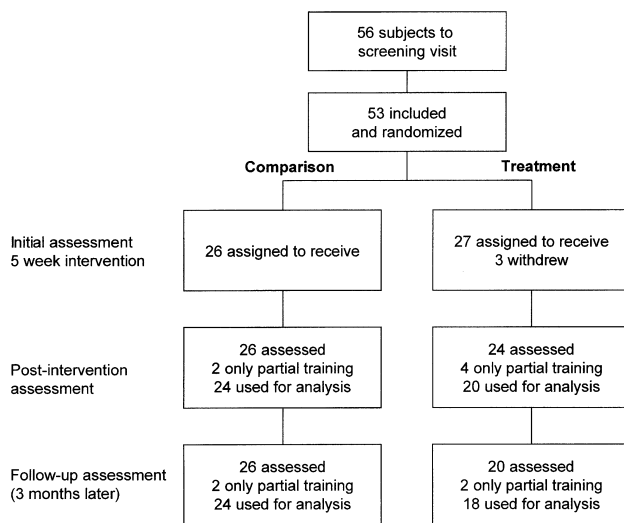 56 subjects to
screening visit
53 included
and randomized
Comparison
Treatment
Initial assessment
5 week intervention
26 assigned to receive
27 assigned to receive
3 withdrew
Post-intervention
assessment
26 assessed
2 only partial training
24 used for analysis
24 assessed
4 only partial training
20 used for analysis
Follow-up assessment
(3 months later)
26 assessed
2 only partial training
24 used for analysis
20 assessed
2 only partial training
18 used for analysis